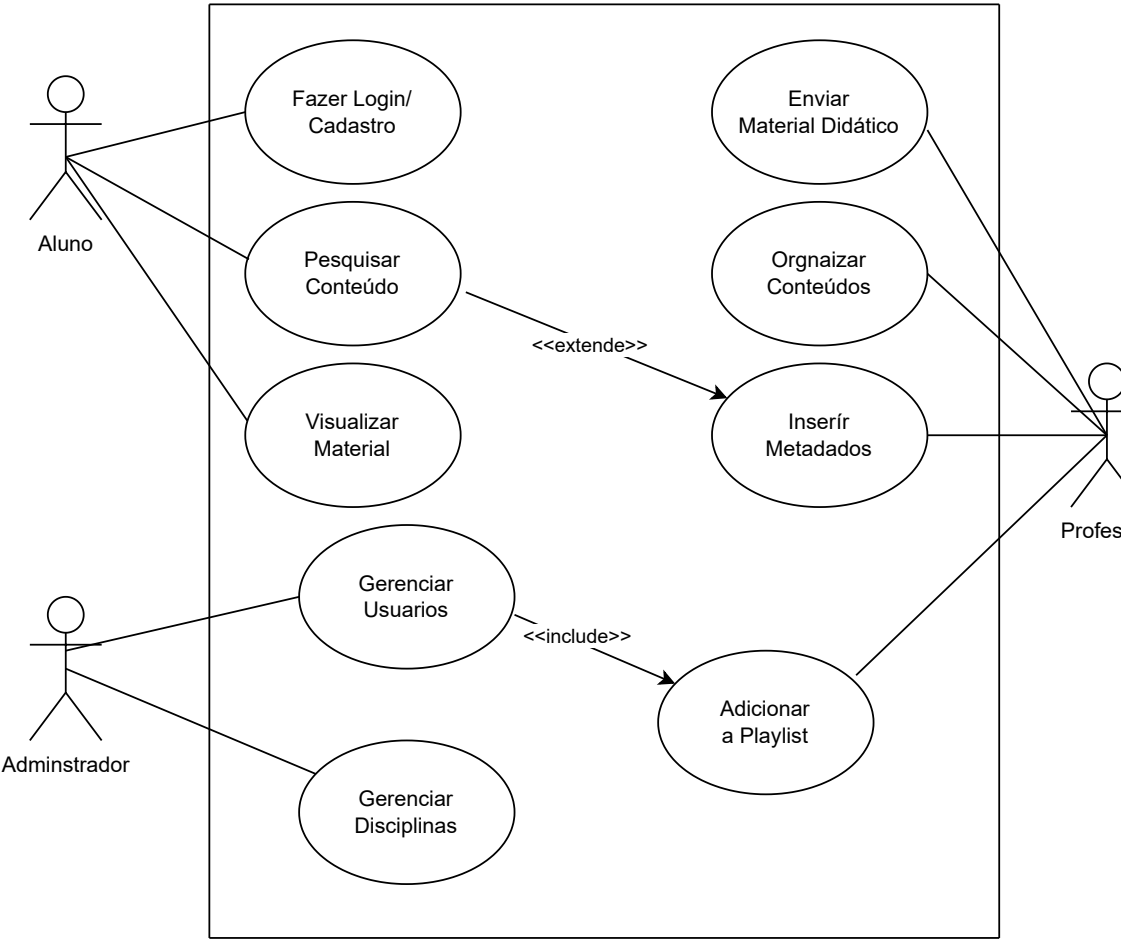 Fazer Login/
Cadastro
Enviar
Material Didático
Aluno
Pesquisar
Conteúdo
Orgnaizar
Conteúdos
<<extende>>
Visualizar
Material
Inserír
Metadados
Profes
Gerenciar
Usuarios
<<include>>
Adicionar
a Playlist
Adminstrador
Gerenciar
Disciplinas